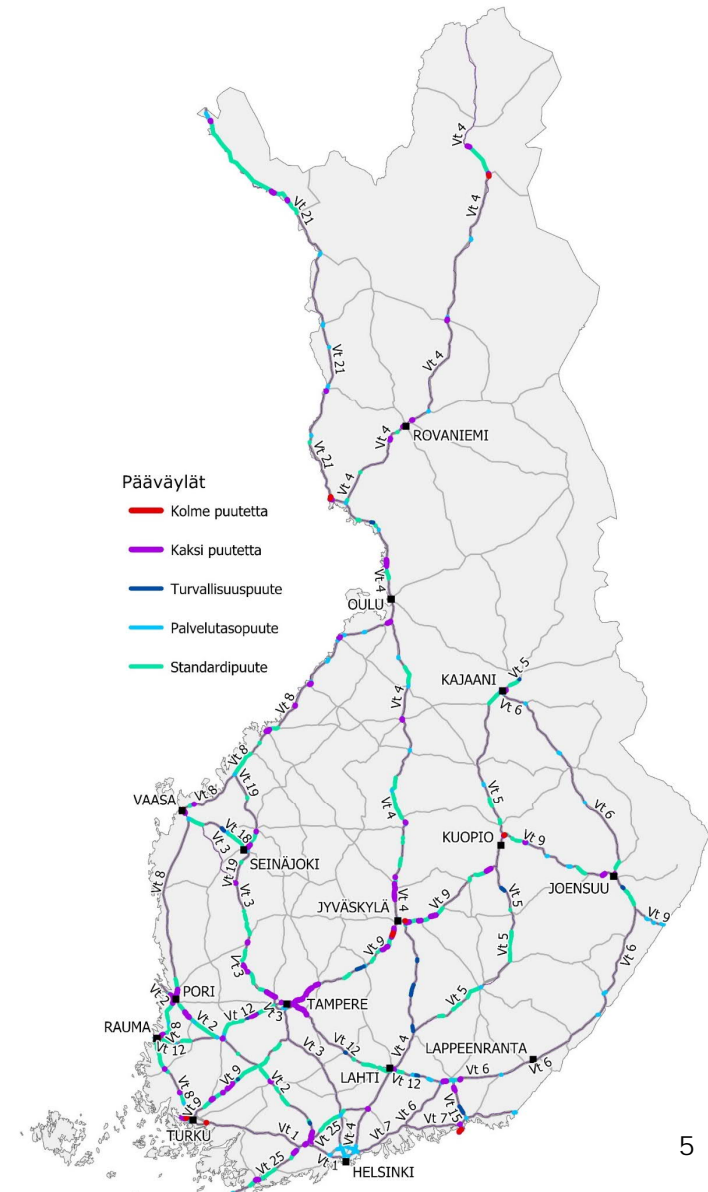 Vt 4
Vt 21
Vt 4
Vt 21
Vt 4
Vt 4
ROVANIEMI
Vt 21
Vt 4
Pääväylät
Kolme puutetta
Kaksi puutetta
Turvallisuuspuute
Palvelutasopuute
Standardipuute
Vt 4
OULU
KAJAANI
Vt 5
Vt 6
Vt 4
Vt 8
Vt 8
Vt 19
VAASA
Vt 8
Vt 4
Vt 5
Vt 6
Vt 18
Vt 3
KUOPIO
Vt 9
SEINÄJOKI
Vt 19
Vt 8
JOENSUU
Vt 3
JYVÄSKYLÄ
Vt 4
Vt 9
Vt 5
Vt 9
Vt 9
Vt 5
Vt 6
Vt 3
PORI
Vt 2
TAMPERE
Vt 3
Vt 5
RAUMA
Vt 8
Vt 2
Vt 12
Vt 12
Vt 3
Vt 12
Vt 4
LAPPEENRANTA
Vt 6
LAHTI
Vt 12
Vt 9
Vt 2
Vt 8
Vt 9
Vt 6
Vt 15
TURKU
Vt 1
Vt 25
Vt 4
Vt 7
Vt 7
Vt 25
Vt 1
HELSINKI
5